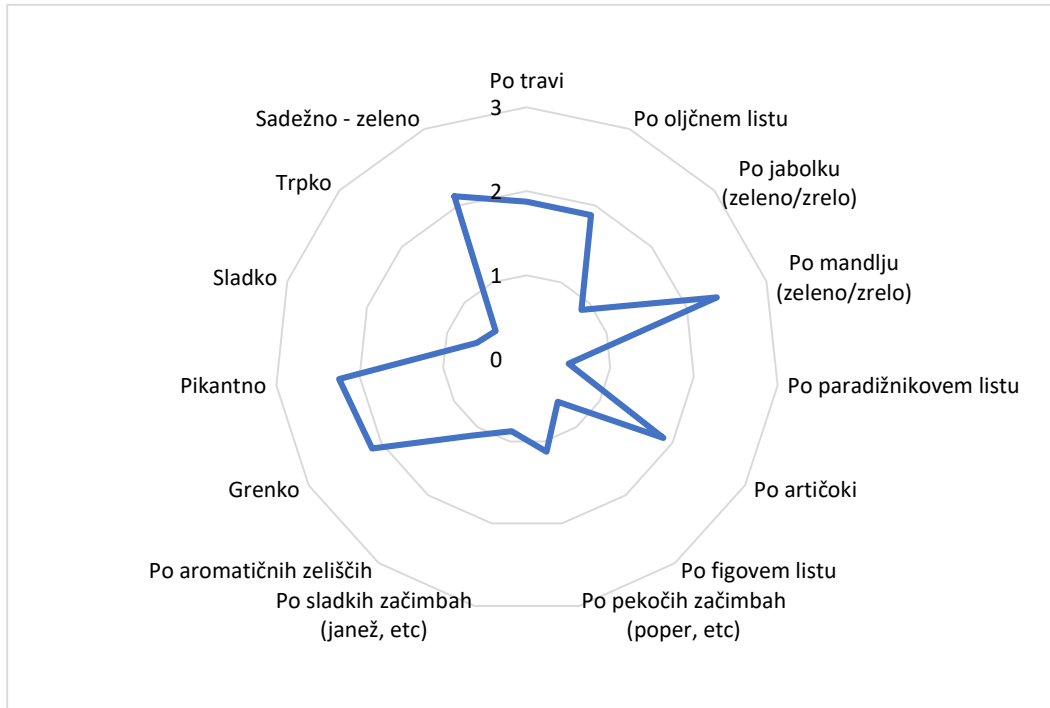 Po travi
Po oljčnem listu
Po jabolku
(zeleno/zrelo)
Po mandlju
(zeleno/zrelo)
Po paradižnikovem listu
Po artičoki
Po figovem listu
Po pekočih začimbah
(poper, etc)
Po sladkih začimbah
(janež, etc)
Po aromatičnih zeliščih
Grenko
Pikantno
Sladko
Trpko
Sadežno - zeleno
3
2
1
0